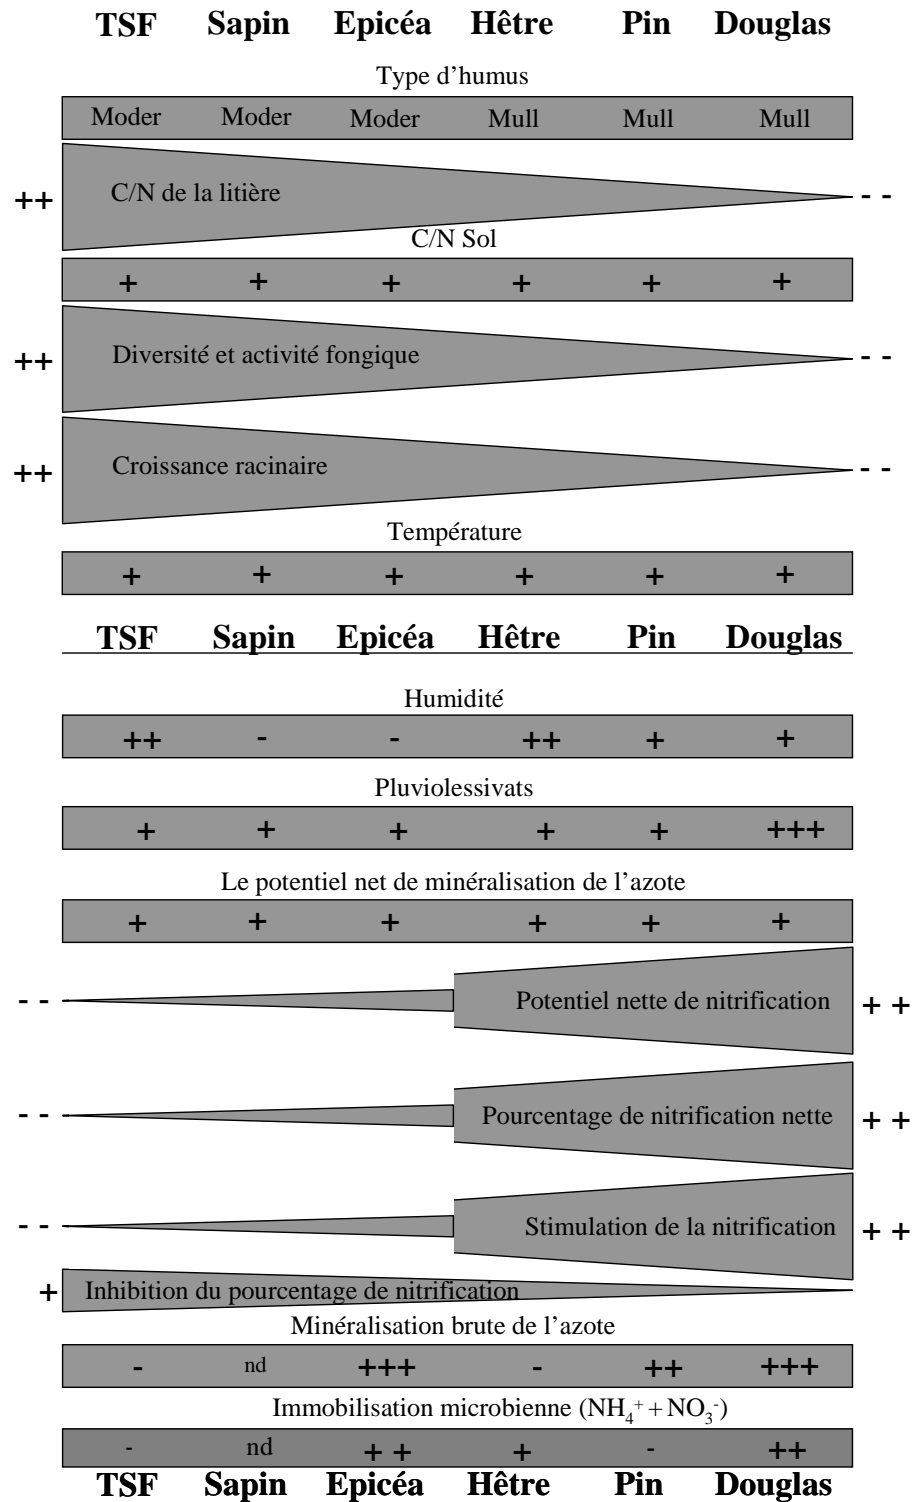 TSF Sapin Epicéa Hêtre Pin Douglas
Type d'humus
Moder Moder Moder Mull Mull Mull
++ C/N de la litière - -
C/N Sol
+ + + + + +
++ Diversité et activité fongique - -
++ Croissance racinaire - -
Température
+ + + + + +
TSF Sapin Epicéa Hêtre Pin Douglas
Humidité
++ - - ++ + +
Pluviolessivats
+ + + + + +++
Le potentiel net de minéralisation de l'azote
+ + + + + +
- - Potentiel nette de nitrification + +
- - Pourcentage de nitrification nette + +
- - Stimulation de la nitrification + +
+ Inhibition du pourcentage de nitrification
Minéralisation brute de l'azote
- nd +++ - ++ +++
Immobilisation microbienne (NH₄⁺ + NO₃⁻)
- nd + + + - ++
TSF Sapin Epicéa Hêtre Pin Douglas